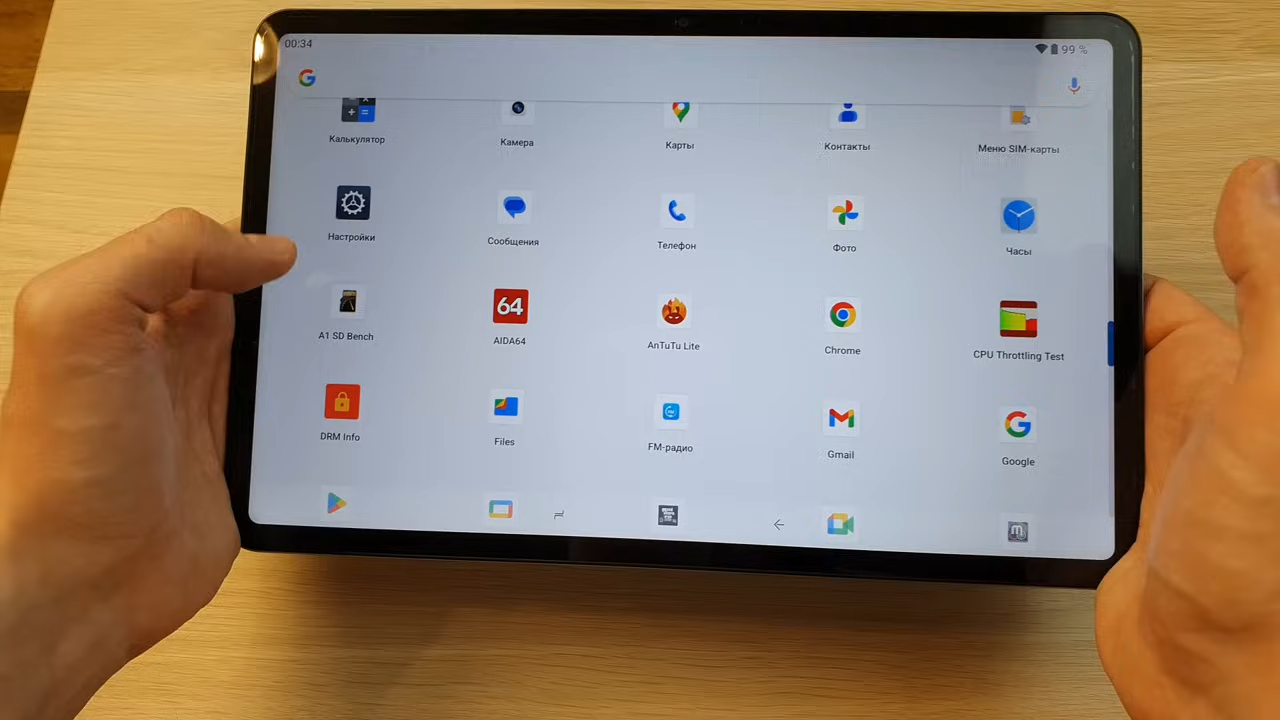 00:34
99 %
Калькулятор
Камера
Карты
Контакты
Меню SIM-карты
Настройки
Сообщения
Телефон
Фото
Часы
A1 SD Bench
64
AIDA64
AnTuTu Lite
Chrome
CPU Throttling Test
DRM Info
Files
FM-радио
Gmail
Google